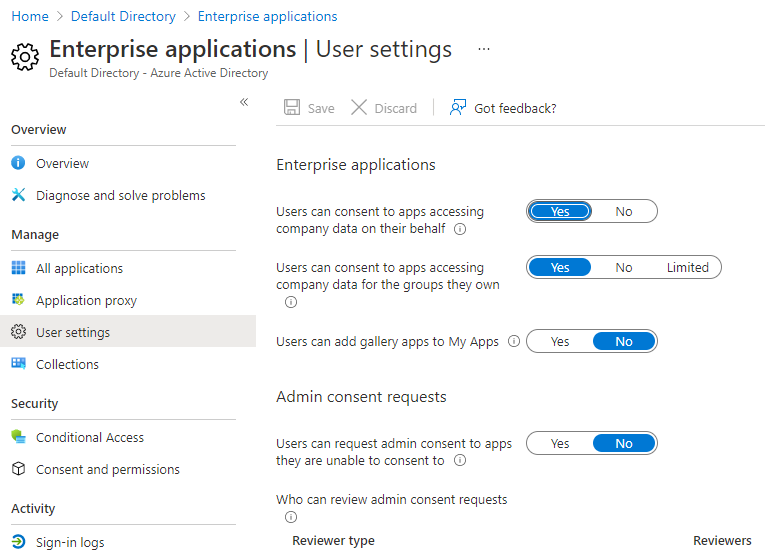 Home > Default Directory > Enterprise applications
Enterprise applications | User settings ...
Default Directory - Azure Active Directory
«
Overview
Overview
Diagnose and solve problems
Manage
All applications
Application proxy
User settings
Collections
Security
Conditional Access
Consent and permissions
Activity
Sign-in logs
Save Discard Got feedback?
Enterprise applications
Users can consent to apps accessing
company data on their behalf
Yes No
Users can consent to apps accessing
company data for the groups they own
Yes No Limited
Users can add gallery apps to My Apps
Yes No
Admin consent requests
Users can request admin consent to apps
they are unable to consent to
Yes No
Who can review admin consent requests
Reviewer type Reviewers